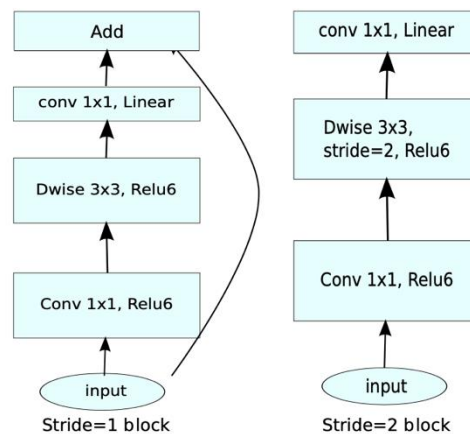 Add
conv 1x1, Linear
Dwise 3x3, Relu6
Conv 1x1, Relu6
input
Stride=1 block
conv 1x1, Linear
Dwise 3x3,
stride=2, Relu6
Conv 1x1, Relu6
input
Stride=2 block